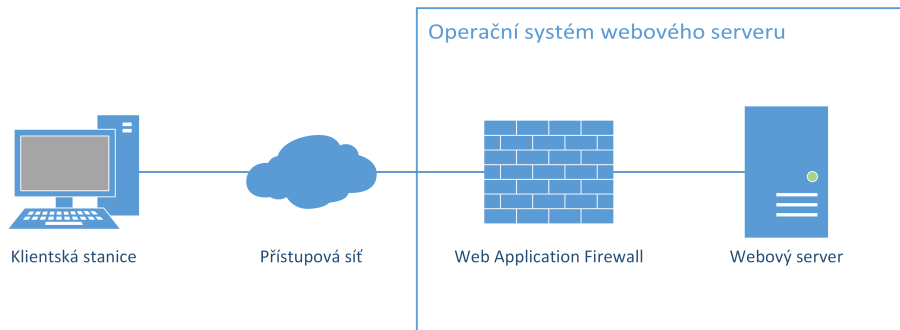 Operační systém webového serveru
Klientská stanice
Přístupová síť
Web Application Firewall
Webový server